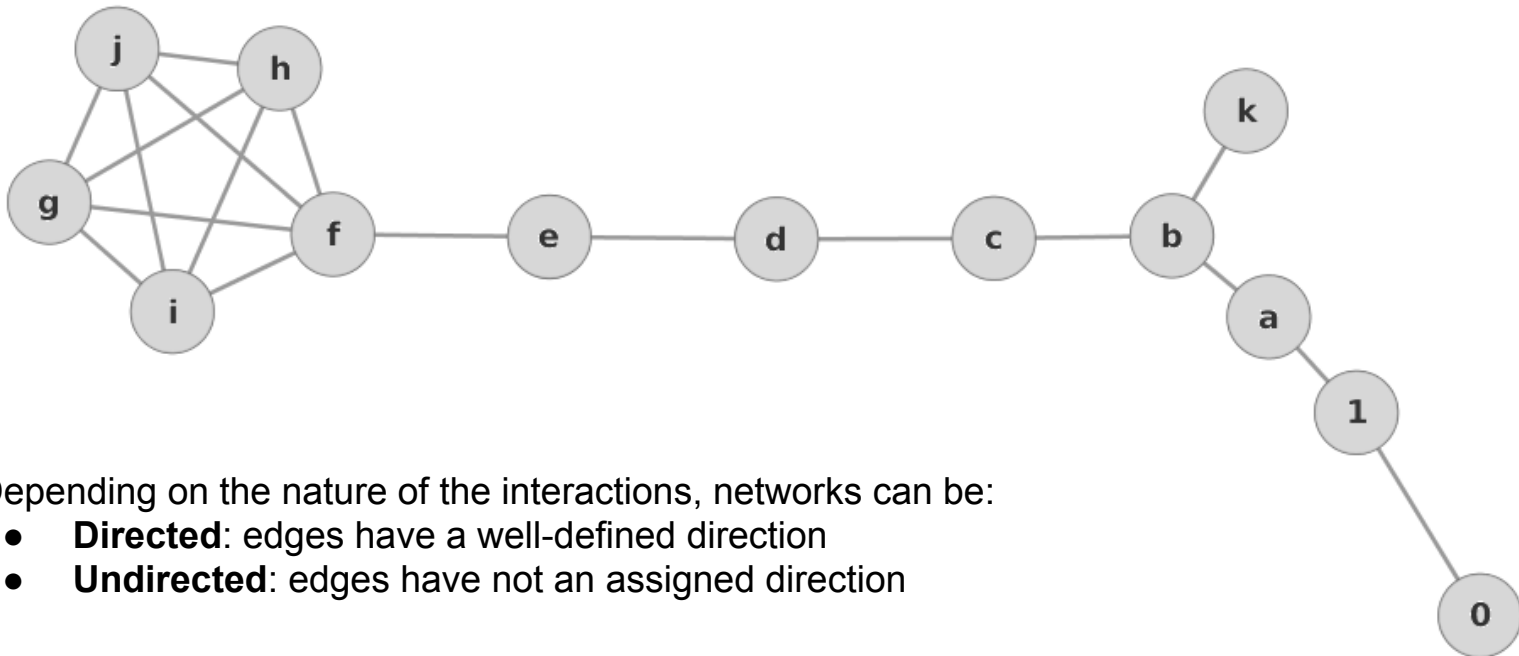 j
h
k
g
f
e
d
c
b
i
a
1
epending on the nature of the interactions, networks can be:
● Directed: edges have a well-defined direction
● Undirected: edges have not an assigned direction
0